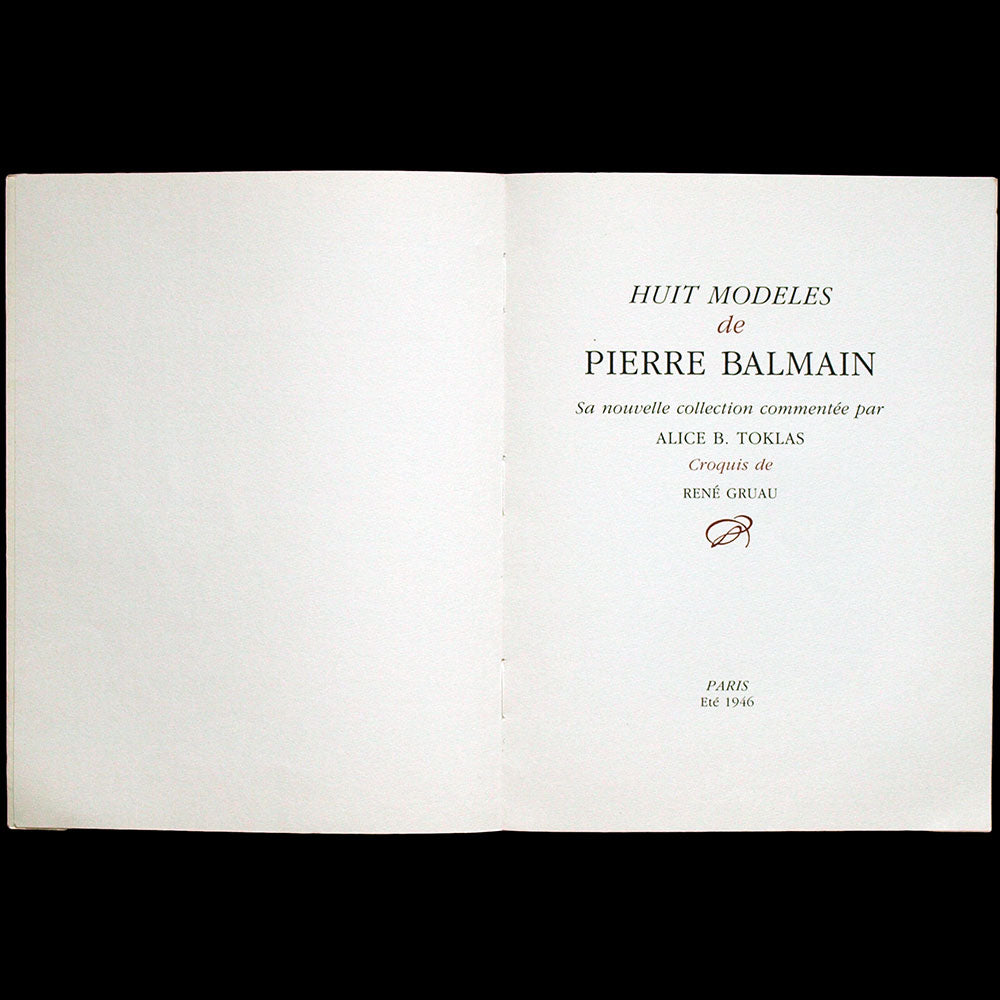 HUIT MODELES
de
PIERRE BALMAIN
Sa nouvelle collection commentée par
ALICE B. TOKLAS
Croquis de
RENÉ GRUAU
PARIS
Eté 1946